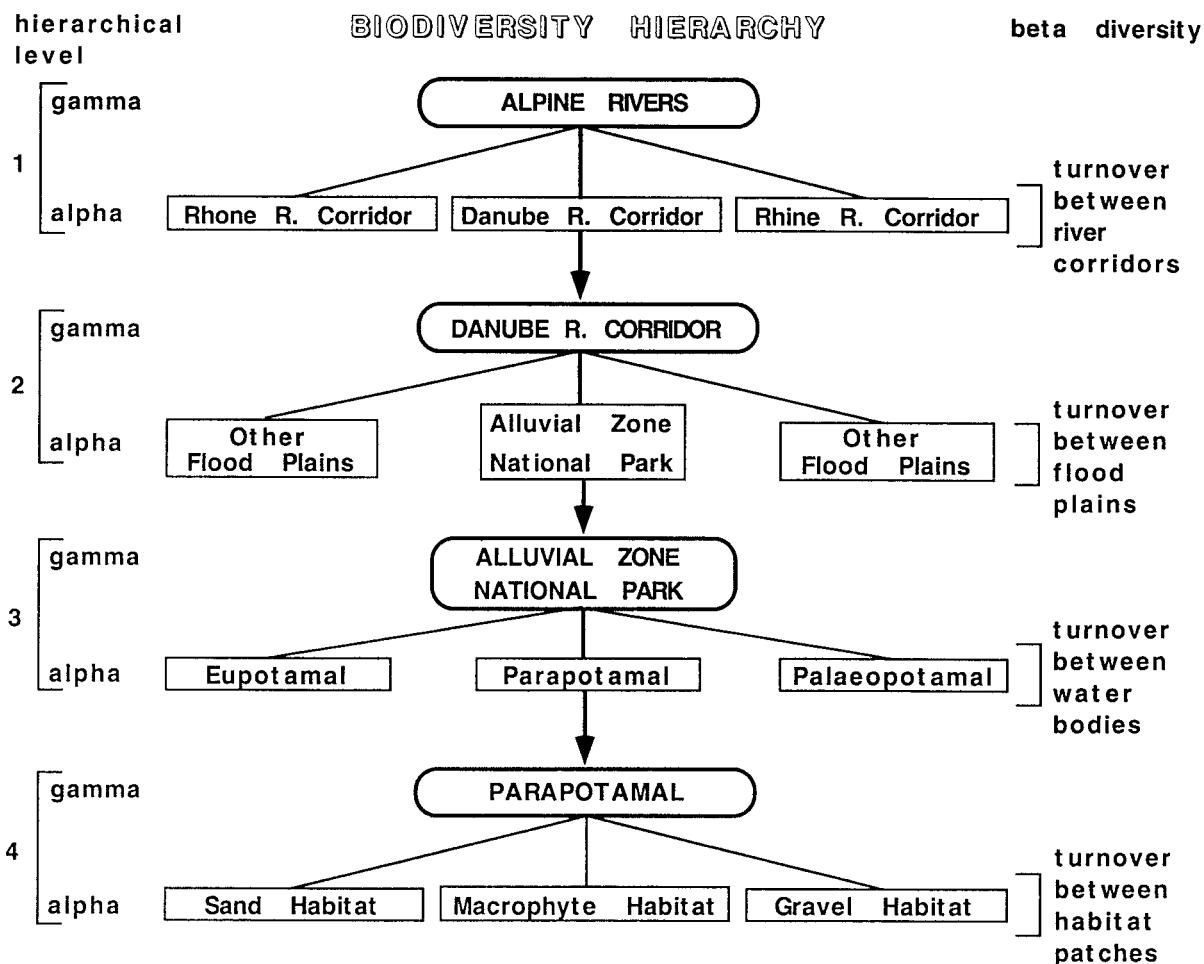 hierarchical level
BIODIVERSITY HIERARCHY
beta diversity
gamma
ALPINE RIVERS
1
alpha
Rhone R. Corridor
Danube R. Corridor
Rhine R. Corridor
turnover
between
river
corridors
gamma
DANUBE R. CORRIDOR
2
alpha
Other
Flood Plains
Alluvial Zone
National Park
Other
Flood Plains
turnover
between
flood
plains
gamma
ALLUVIAL ZONE
NATIONAL PARK
3
alpha
Eupotamal
Parapotamal
Palaeopotamal
turnover
between
water
bodies
gamma
PARAPOTAMAL
4
alpha
Sand Habitat
Macrophyte Habitat
Gravel Habitat
turnover
between
habitat
patches